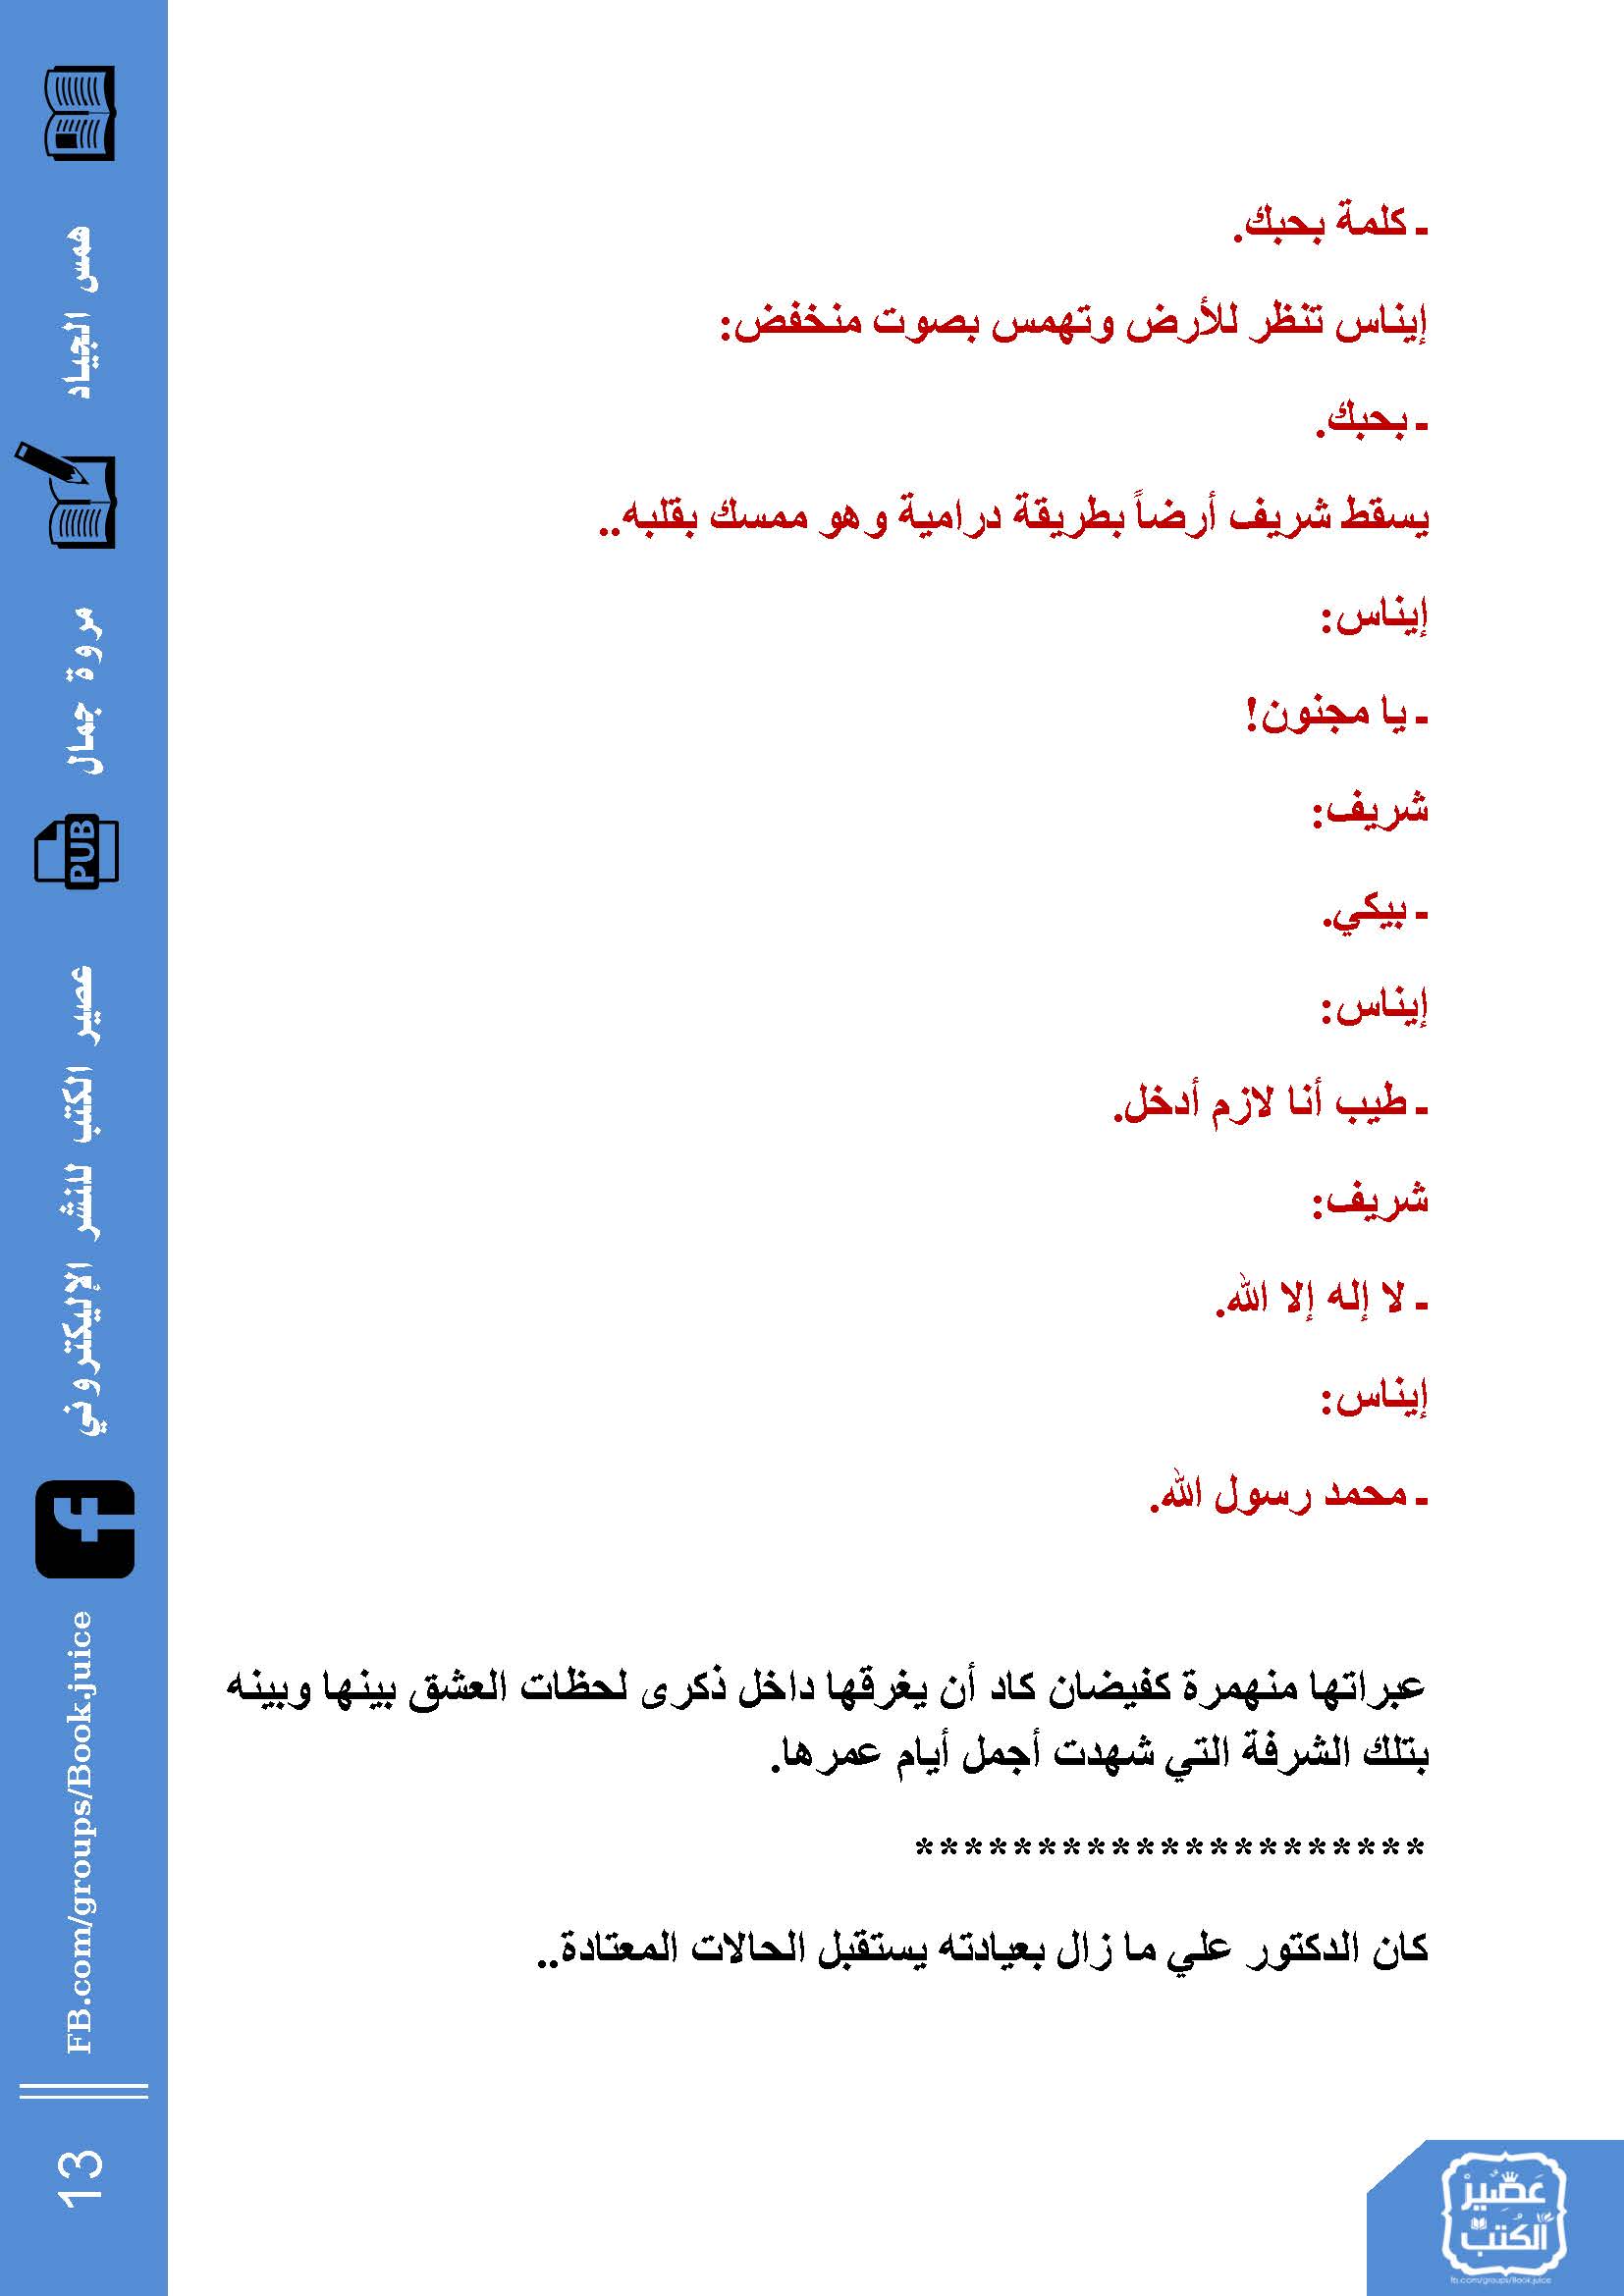 ـ كلمة بحبك.
إيناس تنظر للأرض وتهمس بصوت منخفض:
ـ بحبك.
يسقط شريف أرضاً بطريقة درامية وهو ممسك بقلبه..
إيناس:
ـ يا مجنون!
شريف:
ـ بيكي.
إيناس:
ـ طيب أنا لازم أدخل.
شريف:
ـ لا إله إلا الله.
إيناس:
ـ محمد رسول الله.
عبراتها منهمرة كفيضان كاد أن يغرقها داخل ذكرى لحظات العشق بينها وبينه
بتلك الشرفة التي شهدت أجمل أيام عمرها.
*********************
كان الدكتور علي ما زال بعيادته يستقبل الحالات المعتادة..
همس الجياد
مروة جمال
PUB
عصير الكتب للنشر الإليكتروني
FB.com/groups/Book.juice
13
عَصِيرُ
الكُتب
fb.com/groups/Book.juice